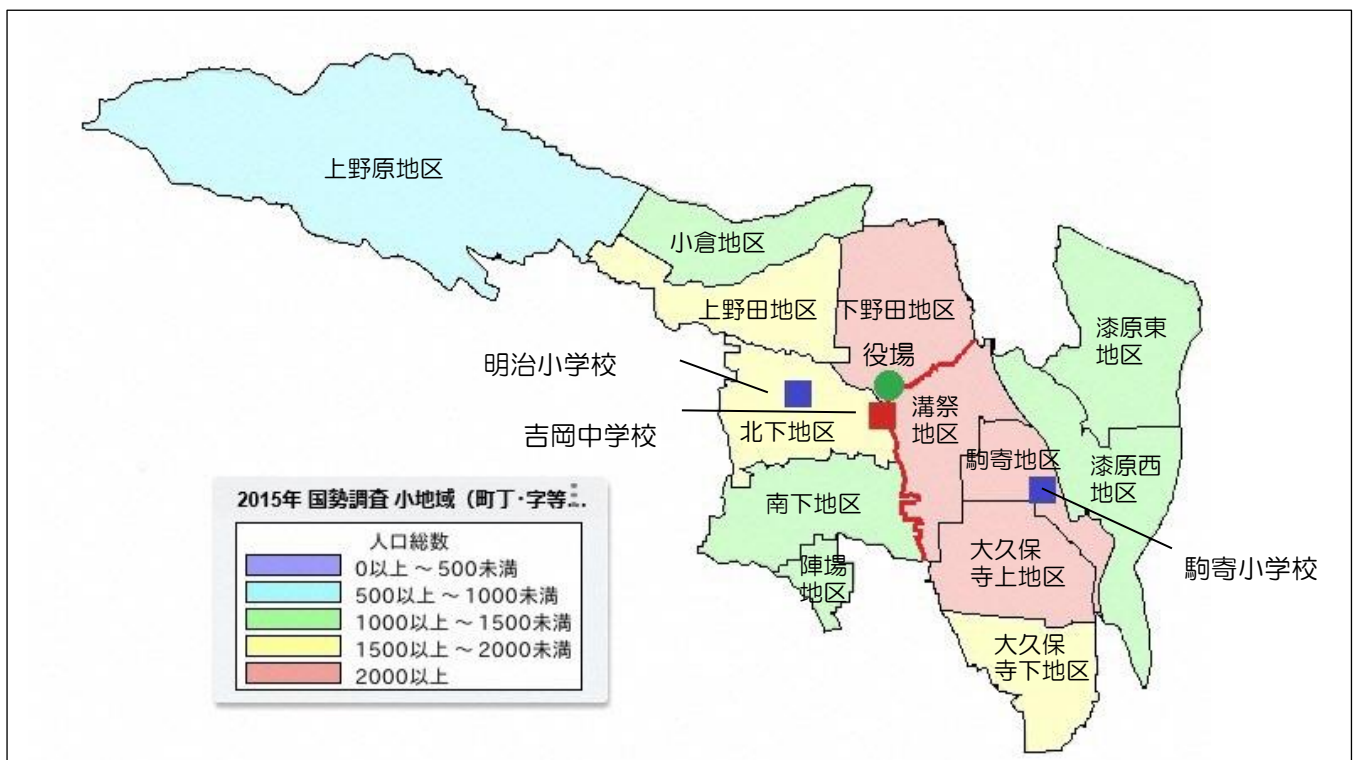 上野原地区
小倉地区
上野田地区
下野田地区
漆原東
地区
役場
明治小学校
溝祭
地区
吉岡中学校
北下地区
駒寄地区
漆原西
地区
南下地区
陣場
地区
大久保
寺上地区
駒寄小学校
大久保
寺下地区
2015年 国勢調査 小地域（町丁・字等...
人口総数
0以上 ～ 500未満
500以上 ～ 1000未満
1000以上 ～ 1500未満
1500以上 ～ 2000未満
2000以上